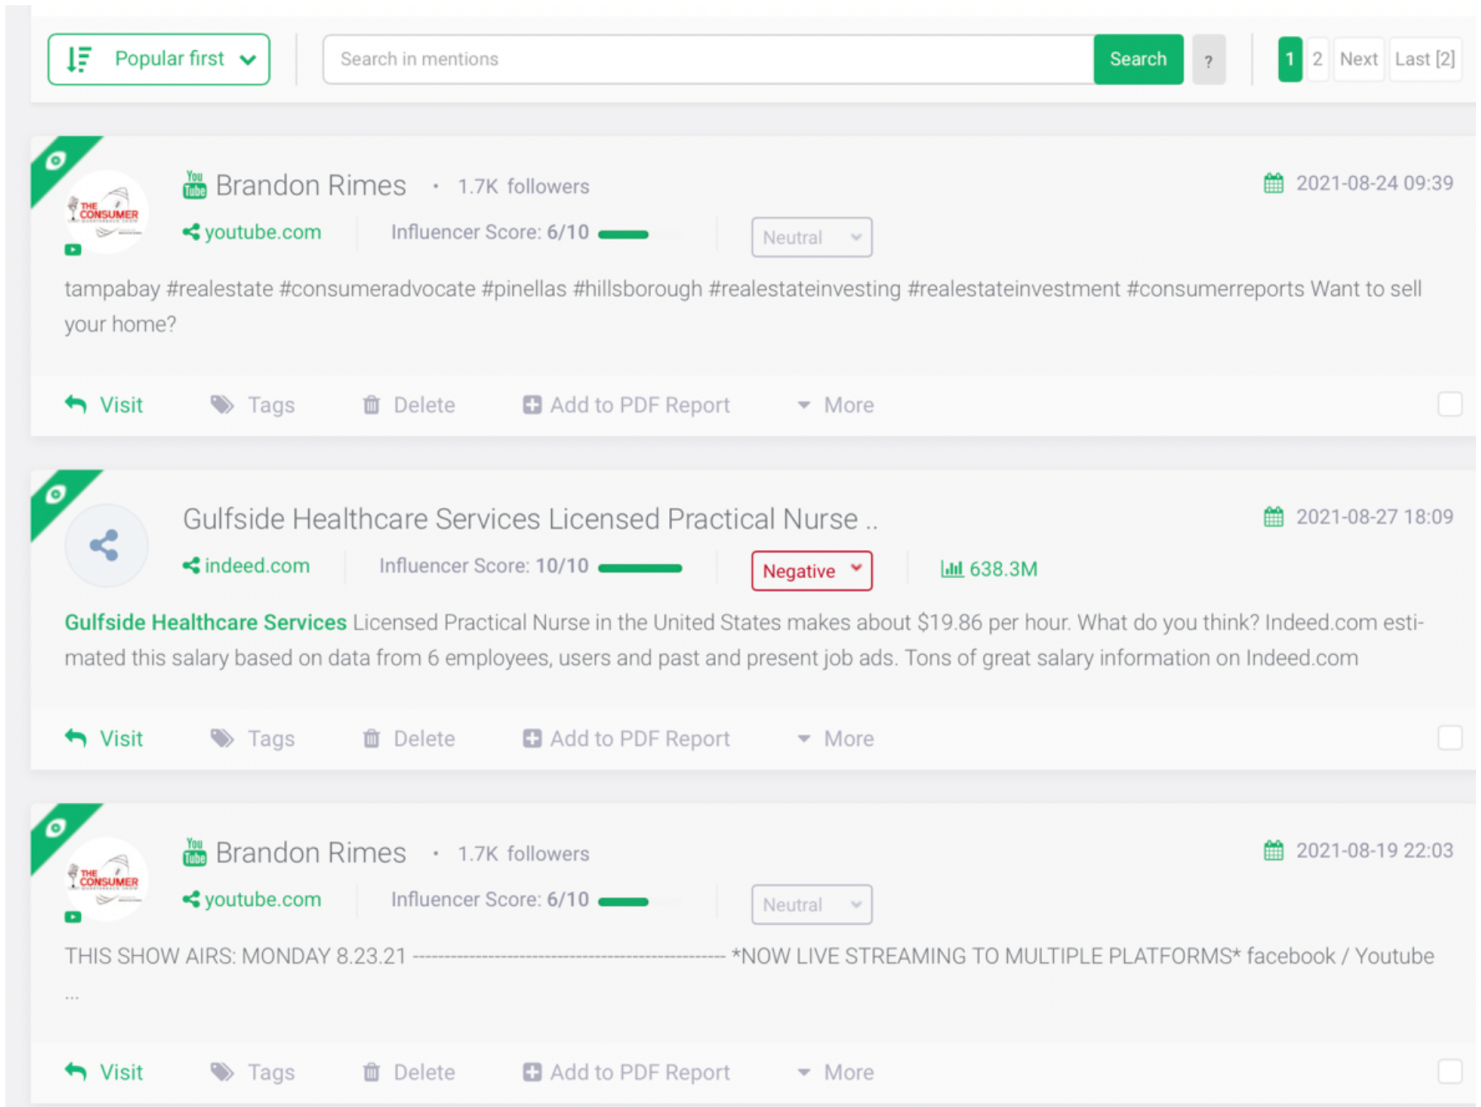 Popular first
Search in mentions
Search
?
1 2 Next Last [2]
THE
CONSUMER
You
Tube
Brandon Rimes • 1.7K followers
2021-08-24 09:39
youtube.com
Influencer Score: 6/10
Neutral
tampabay #realestate #consumeradvocate #pinellas #hillsborough #realestateinvesting #realestateinvestment #consumerreports Want to sell
your home?
Visit Tags Delete Add to PDF Report More
Gulfside Healthcare Services Licensed Practical Nurse ..
2021-08-27 18:09
indeed.com
Influencer Score: 10/10
Negative
638.3M
Gulfside Healthcare Services Licensed Practical Nurse in the United States makes about $19.86 per hour. What do you think? Indeed.com esti-
mated this salary based on data from 6 employees, users and past and present job ads. Tons of great salary information on Indeed.com
Visit Tags Delete Add to PDF Report More
THE
CONSUMER
You
Tube
Brandon Rimes • 1.7K followers
2021-08-19 22:03
youtube.com
Influencer Score: 6/10
Neutral
THIS SHOW AIRS: MONDAY 8.23.21 -------------------------------------------------- *NOW LIVE STREAMING TO MULTIPLE PLATFORMS* facebook / Youtube
...
Visit Tags Delete Add to PDF Report More